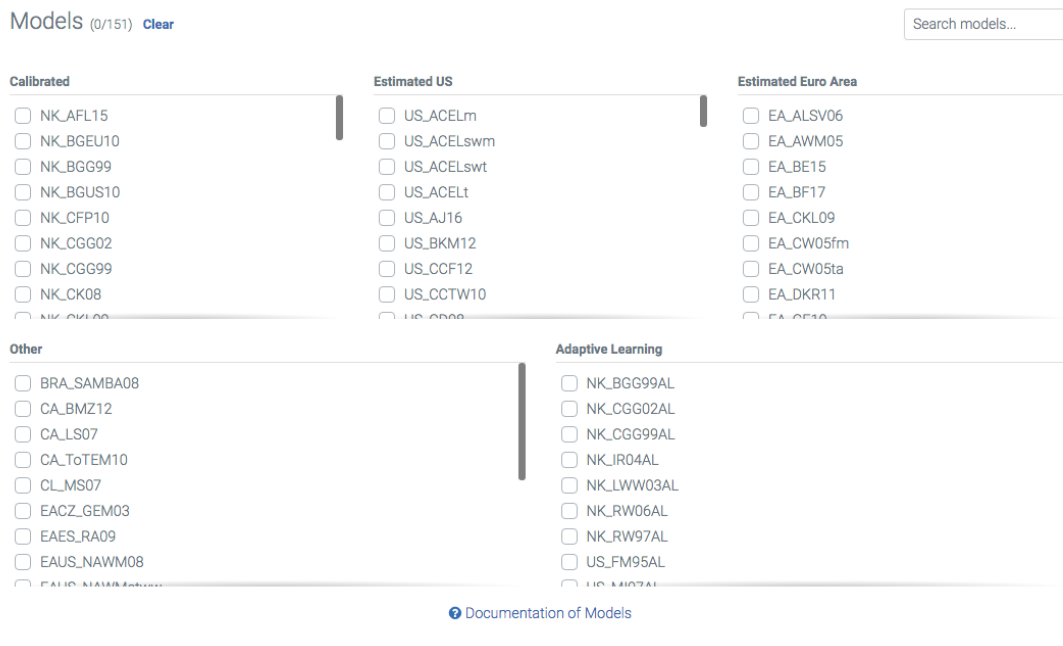 Models (0/151) Clear
Search models...
Calibrated
NK_AFL15
NK_BGEU10
NK_BGG99
NK_BGUS10
NK_CFP10
NK_CGG02
NK_CGG99
NK_CK08
Estimated US
US_ACELm
US_ACELswm
US_ACELswt
US_ACELt
US_AJ16
US_BKM12
US_CCF12
US_CCTW10
Estimated Euro Area
EA_ALSV06
EA_AWM05
EA_BE15
EA_BF17
EA_CKL09
EA_CW05fm
EA_CW05ta
EA_DKR11
Other
BRA_SAMBA08
CA_BMZ12
CA_LS07
CA_ToTEM10
CL_MS07
EACZ_GEM03
EAES_RA09
EAUS_NAWM08
Adaptive Learning
NK_BGG99AL
NK_CGG02AL
NK_CGG99AL
NK_IR04AL
NK_LWW03AL
NK_RW06AL
NK_RW97AL
US_FM95AL
Documentation of Models